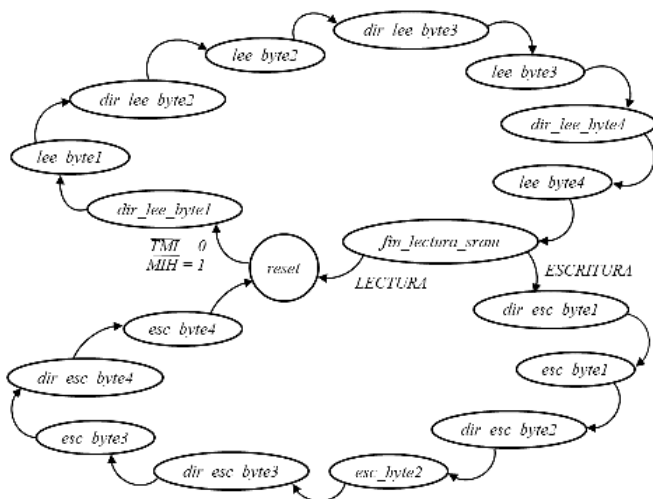 dir_lee_byte3
lee_byte2
lee_byte3
dir_lee_byte2
dir_lee_byte4
lee_byte1
lee_byte4
dir_lee_byte1
TMI 0
MIH = 1
reset
fin_lectura_sram
LECTURA
ESCRITURA
dir_esc_byte1
esc_byte4
esc_byte1
dir_esc_byte4
dir_esc_byte2
esc_byte3
dir_esc_byte3
esc_byte2